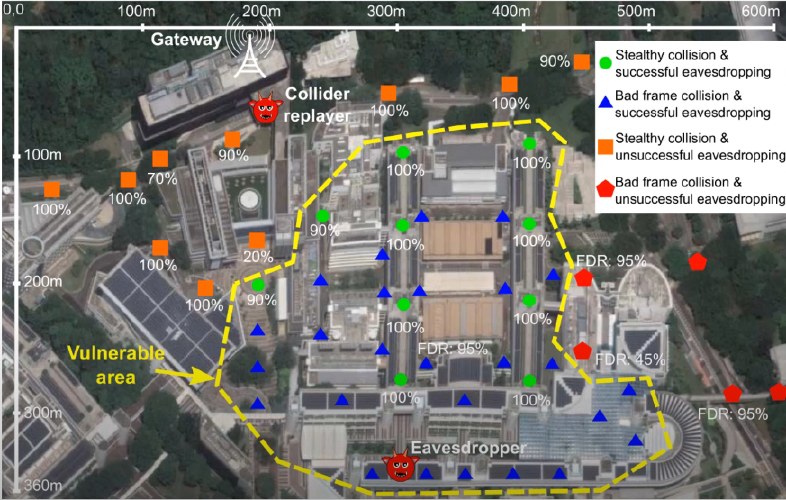 0,0 100m 200m 300m 400m 500m 600m
Gateway
90%
Stealthy collision &
successful eavesdropping
Bad frame collision &
successful eavesdropping
Stealthy collision &
unsuccessful eavesdropping
Bad frame collision &
unsuccessful eavesdropping
Collider
replayer
100%
100%
90%
100%
100%
100m
70%
100%
100%
90%
100%
100%
100%
20%
FDR: 95%
200m
100%
90%
100%
100%
Vulnerable
area
FDR: 95%
FDR: 45%
100%
100%
300m
FDR: 95%
Eavesdropper
360m